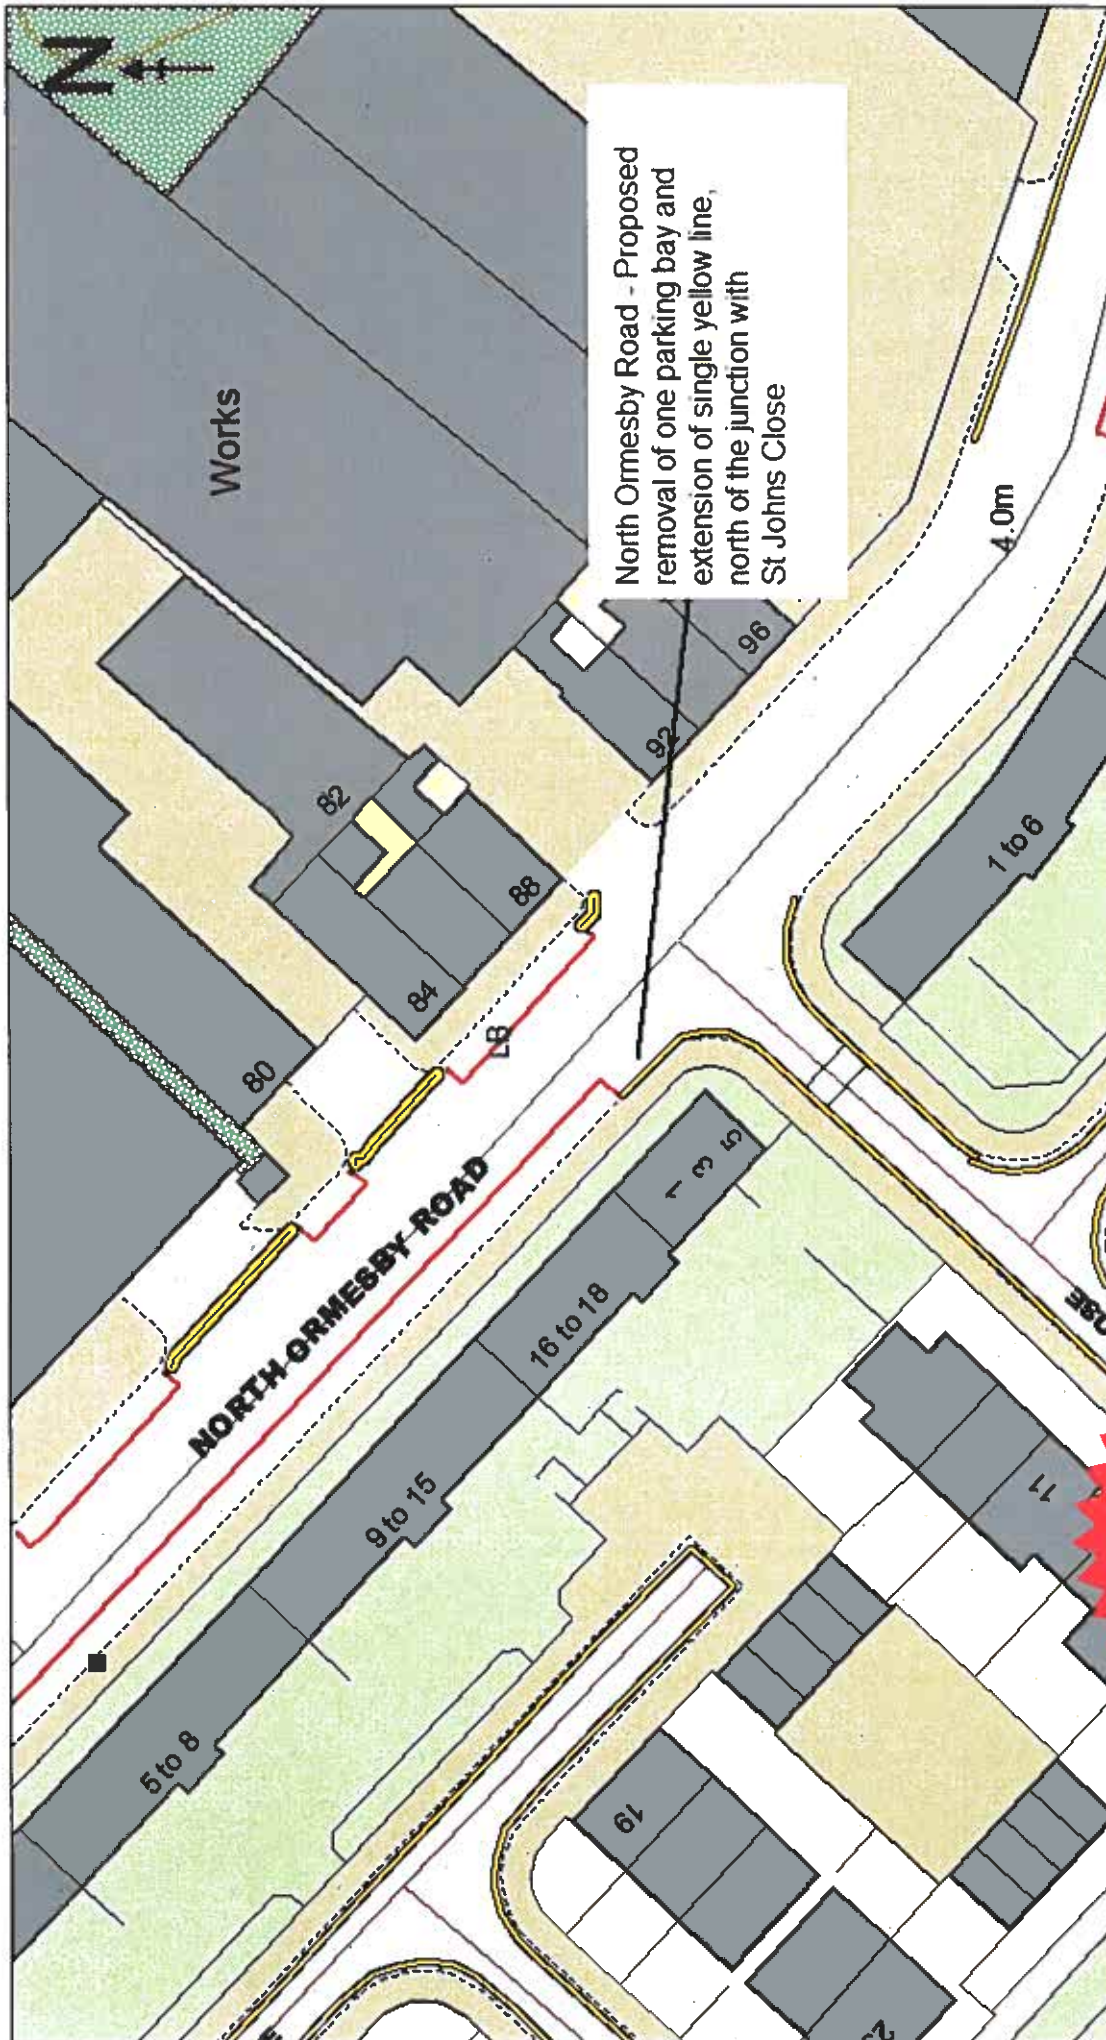 N
Works
North Ormesby Road - Proposed
removal of one parking bay and
extension of single yellow line,
north of the junction with
St Johns Close
82
84
88
92
96
80
LB
4.0m
NORTH ORMESBY ROAD
1 to 6
1 3 5
16 to 18
9 to 15
5 to 8
11
19